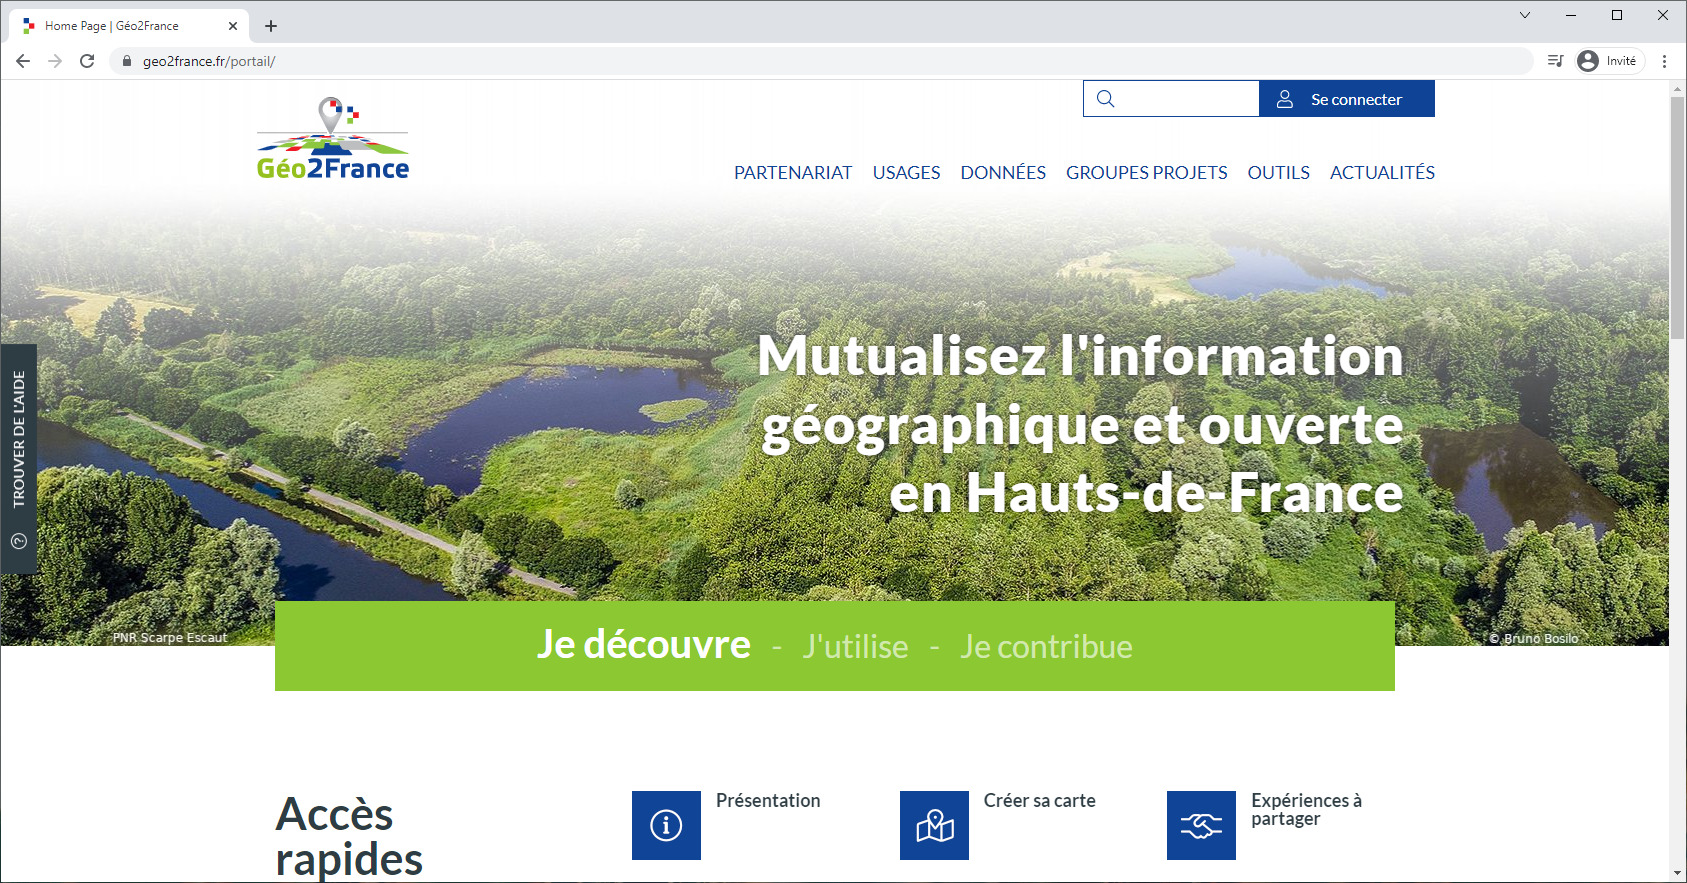 Home Page | Géo2France
geo2france.fr/portail/
Invité
Géo2France
Se connecter
PARTENARIAT USAGES DONNÉES GROUPES PROJETS OUTILS ACTUALITÉS
Mutualisez l'information
géographique et ouverte
en Hauts-de-France
TROUVER DE L'AIDE
PNR Scarpe Escaut
© Bruno Bosilo
Je découvre - J'utilise - Je contribue
Accès
rapides
Présentation
Créer sa carte
Expériences à
partager